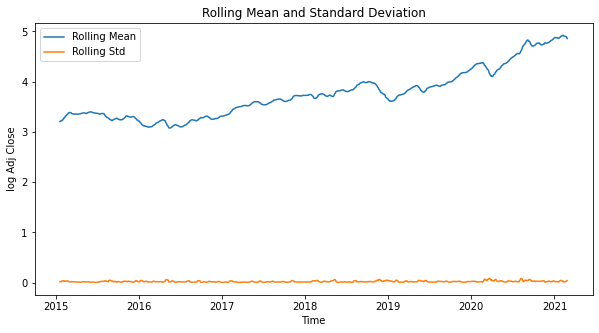 Rolling Mean and Standard Deviation
Rolling Mean
Rolling Std
log Adj Close
5
4
3
2
1
0
2015 2016 2017 2018 2019 2020 2021
Time